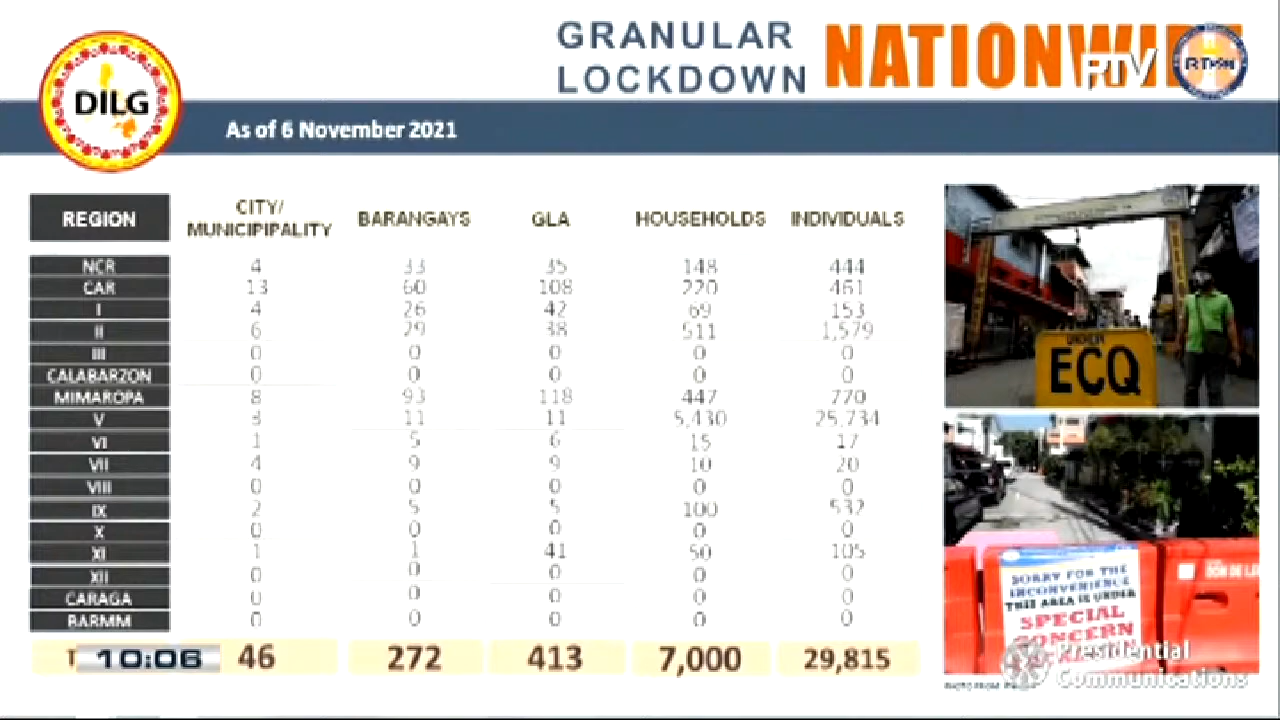 GRANULAR
LOCKDOWN
NATIONWI
PTV
RTVM
DILG
As of 6 November 2021
REGION CITY/ MUNICIPIPALITY BARANGAYS GLA HOUSEHOLDS INDIVIDUALS
NCR 4 33 35 148 444
CAR 13 60 108 220 461
I 4 26 42 69 153
II 6 29 38 511 1,579
III 0 0 0 0 0
CALABARZON 0 0 0 0 0
MIMAROPA 8 93 118 447 770
V 3 11 11 5,430 25,734
VI 1 5 6 15 17
VII 4 9 9 10 20
VIII 0 0 0 0 0
IX 2 5 5 100 532
X 0 0 0 0 0
XI 1 1 41 50 105
XII 0 0 0 0 0
CARAGA 0 0 0 0 0
BARMM 0 0 0 0 0
T 10:06 46 272 413 7,000 29,815
UNDER
ECQ
SORRY FOR THE
INCONVENIENCE
THIS AREA IS UNDER
SPECIAL
CONCERN
Presidential
Communications